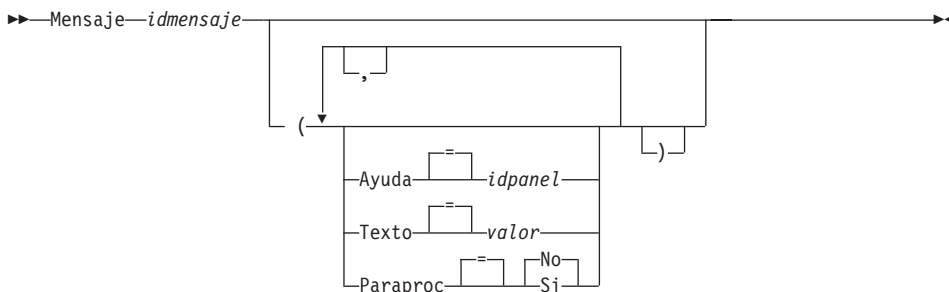 Mensaje idmensaje
,
(
)
=
Ayuda idpanel
=
Texto valor
= No
Paraproc Si